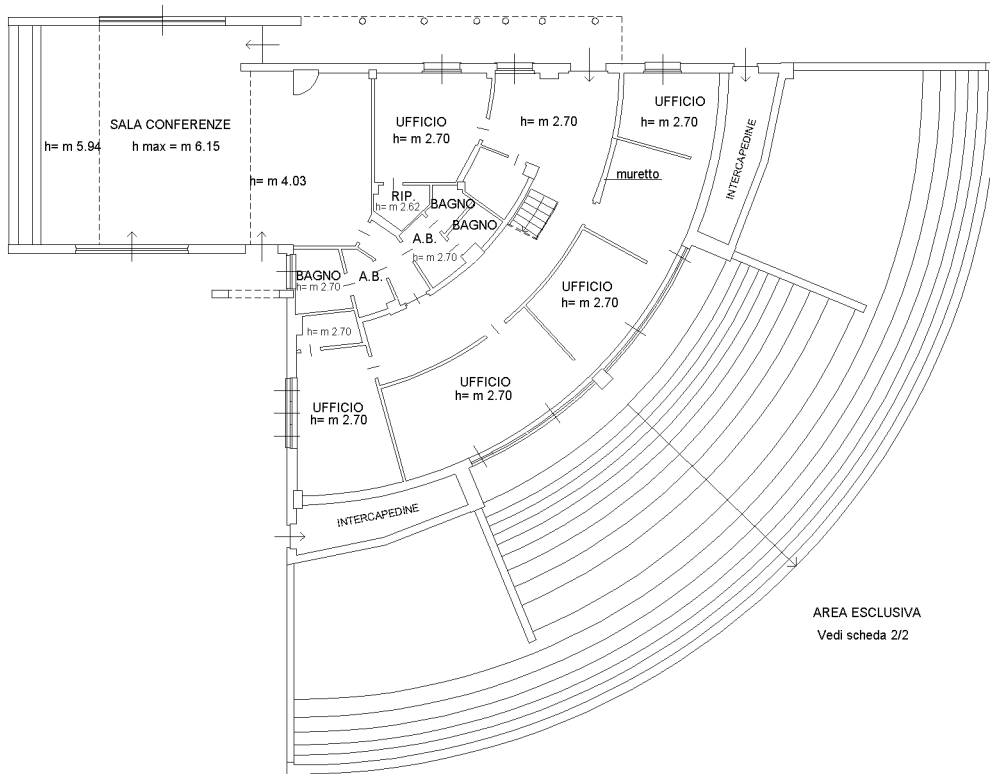 UFFICIO
h= m 2.70
h= m 2.70
UFFICIO
h= m 2.70
SALA CONFERENZE
h= m 5.94
h max = m 6.15
h= m 4.03
muretto
INTERCAPEDINE
RIP.
h= m 2.62
BAGNO
BAGNO
A.B.
h= m 2.70
BAGNO
h= m 2.70
A.B.
h= m 2.70
UFFICIO
h= m 2.70
UFFICIO
h= m 2.70
UFFICIO
h= m 2.70
INTERCAPEDINE
AREA ESCLUSIVA
Vedi scheda 2/2